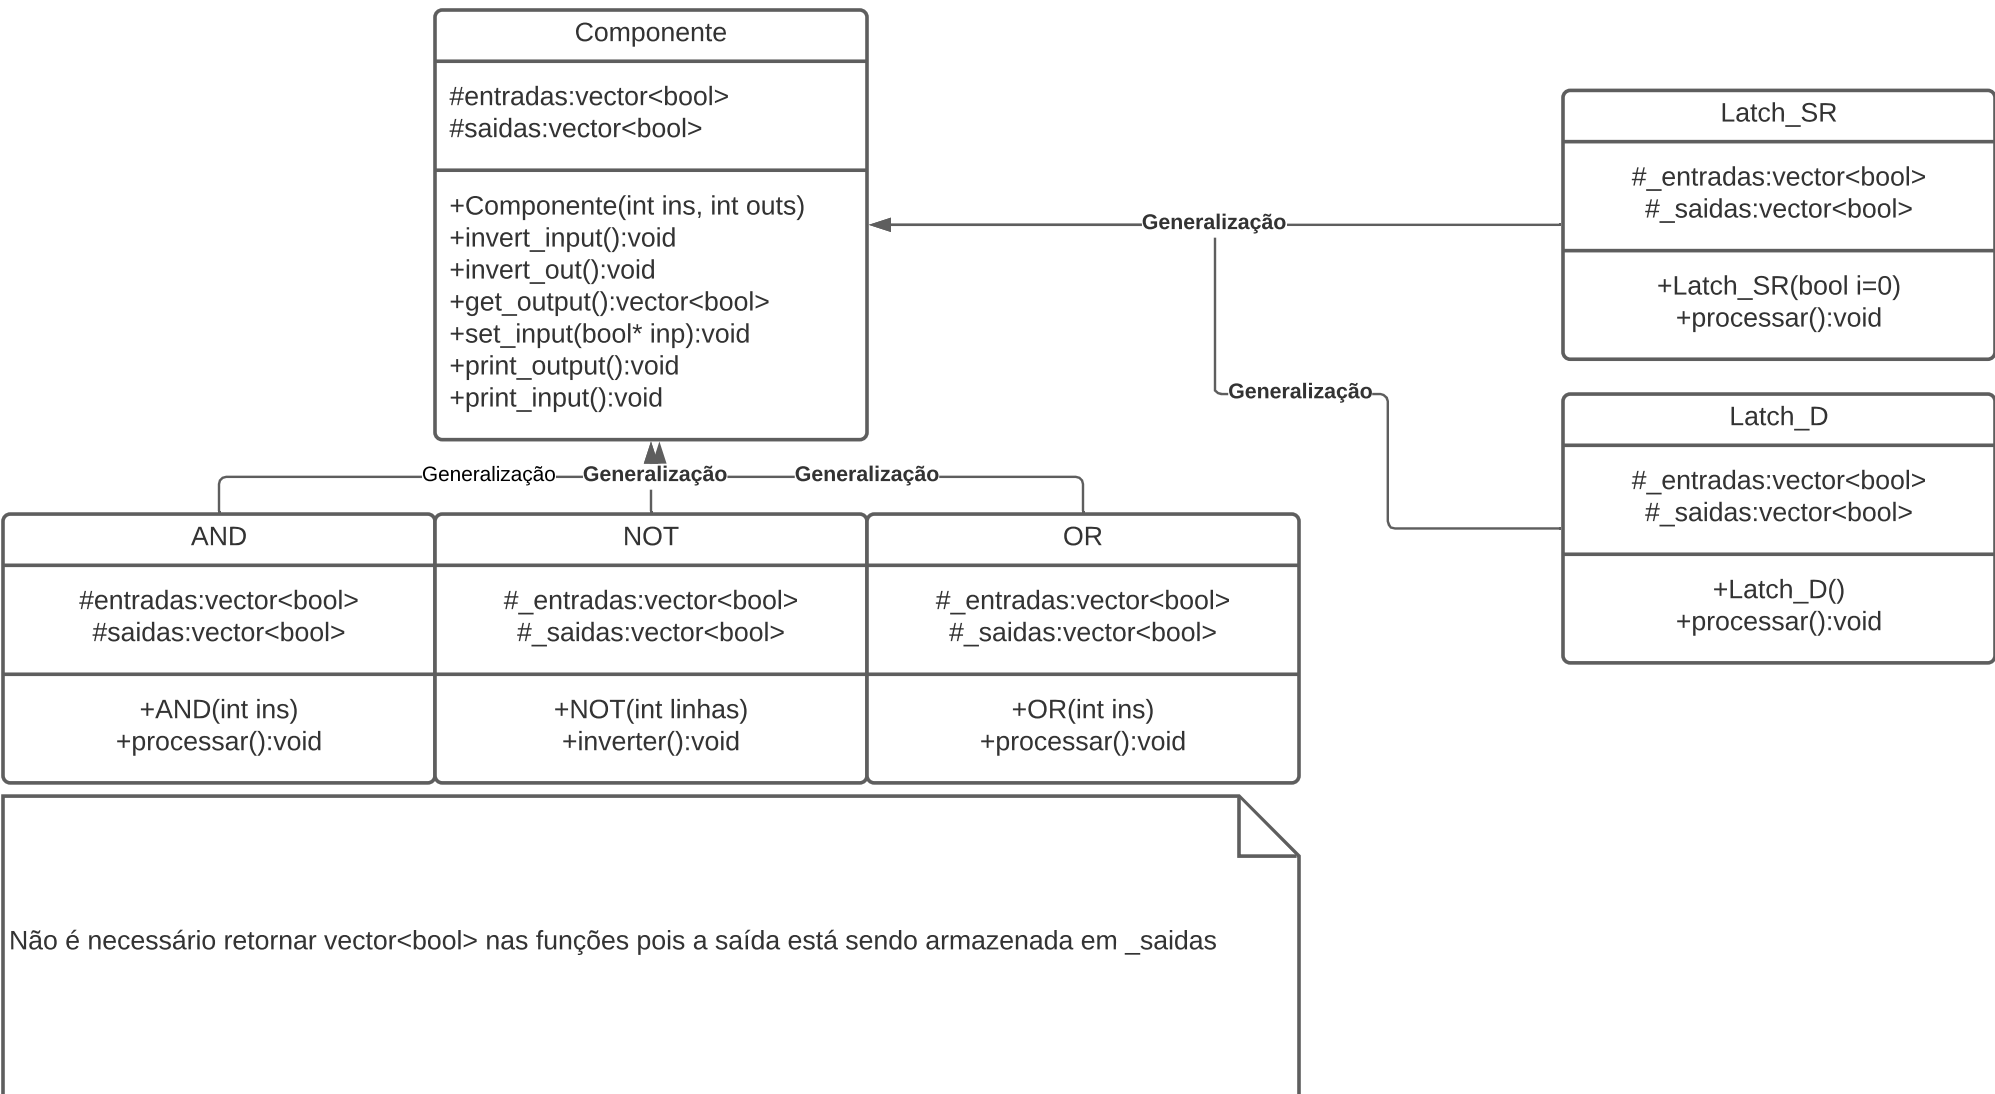 Componente
#entradas:vector<bool>
#saidas:vector<bool>
+Componente(int ins, int outs)
+invert_input():void
+invert_out():void
+get_output():vector<bool>
+set_input(bool* inp):void
+print_output():void
+print_input():void
Generalização
Latch_SR
#_entradas:vector<bool>
#_saidas:vector<bool>
+Latch_SR(bool i=0)
+processar():void
Generalização
Latch_D
#_entradas:vector<bool>
#_saidas:vector<bool>
+Latch_D()
+processar():void
Generalização
Generalização
Generalização
AND
#entradas:vector<bool>
#saidas:vector<bool>
+AND(int ins)
+processar():void
NOT
#_entradas:vector<bool>
#_saidas:vector<bool>
+NOT(int linhas)
+inverter():void
OR
#_entradas:vector<bool>
#_saidas:vector<bool>
+OR(int ins)
+processar():void
Não é necessário retornar vector<bool> nas funções pois a saída está sendo armazenada em _saidas